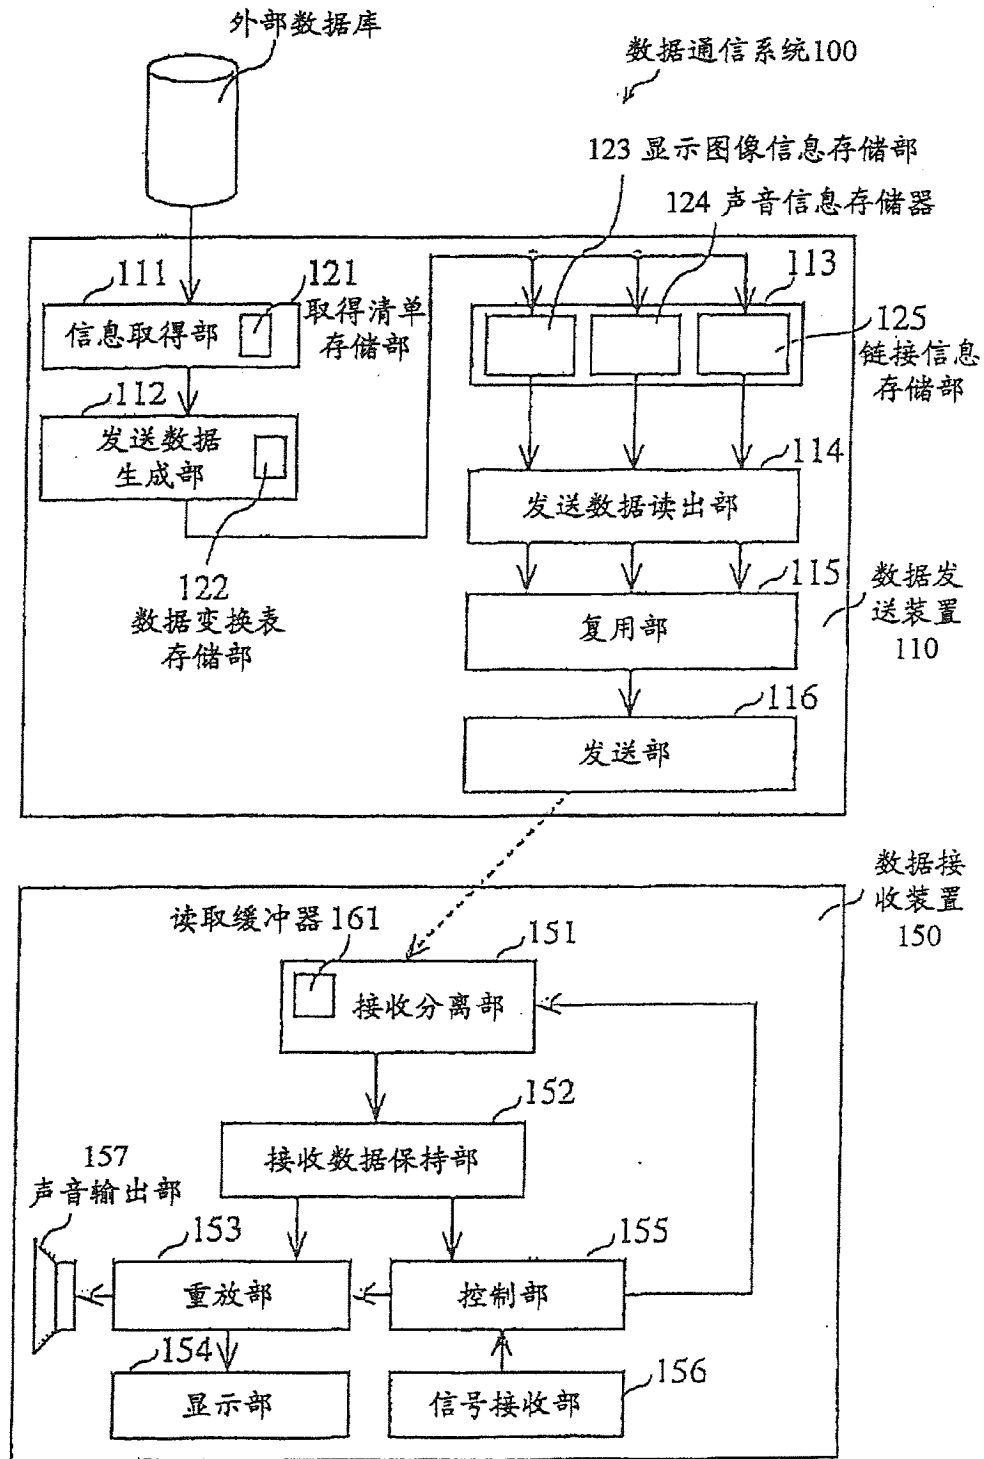 外部数据库
数据通信系统100
123 显示图像信息存储部
124 声音信息存储器
111
121
取得清单
存储部
113
信息取得部
125
链接信息
存储部
112
发送数据
生成部
114
发送数据读出部
122
数据变换表
存储部
115
复用部
数据发
送装置
110
116
发送部
数据接
收装置
150
读取缓冲器161
151
接收分离部
152
接收数据保持部
157
声音输出部
153
155
重放部
控制部
154
156
显示部
信号接收部